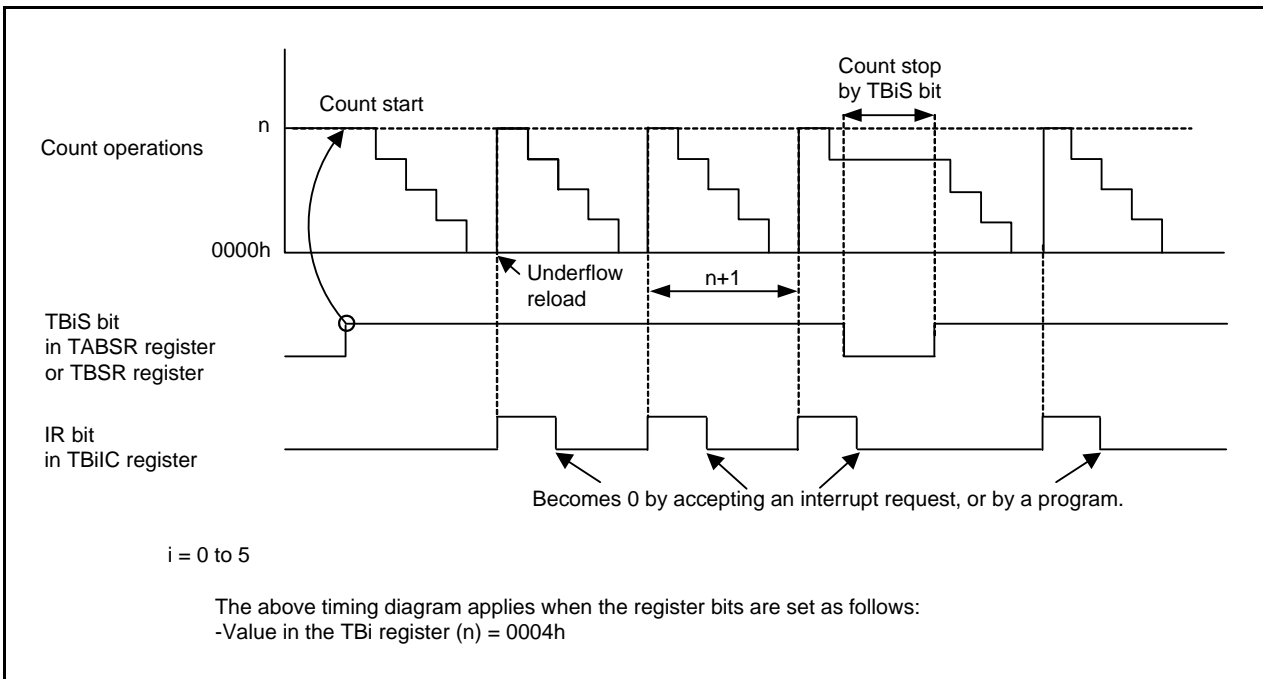 Count stop
by TBiS bit
Count start
n
Count operations
0000h
Underflow
reload
n+1
TBiS bit
in TABSR register
or TBSR register
IR bit
in TBiIC register
Becomes 0 by accepting an interrupt request, or by a program.
i = 0 to 5
The above timing diagram applies when the register bits are set as follows:
-Value in the TBi register (n) = 0004h